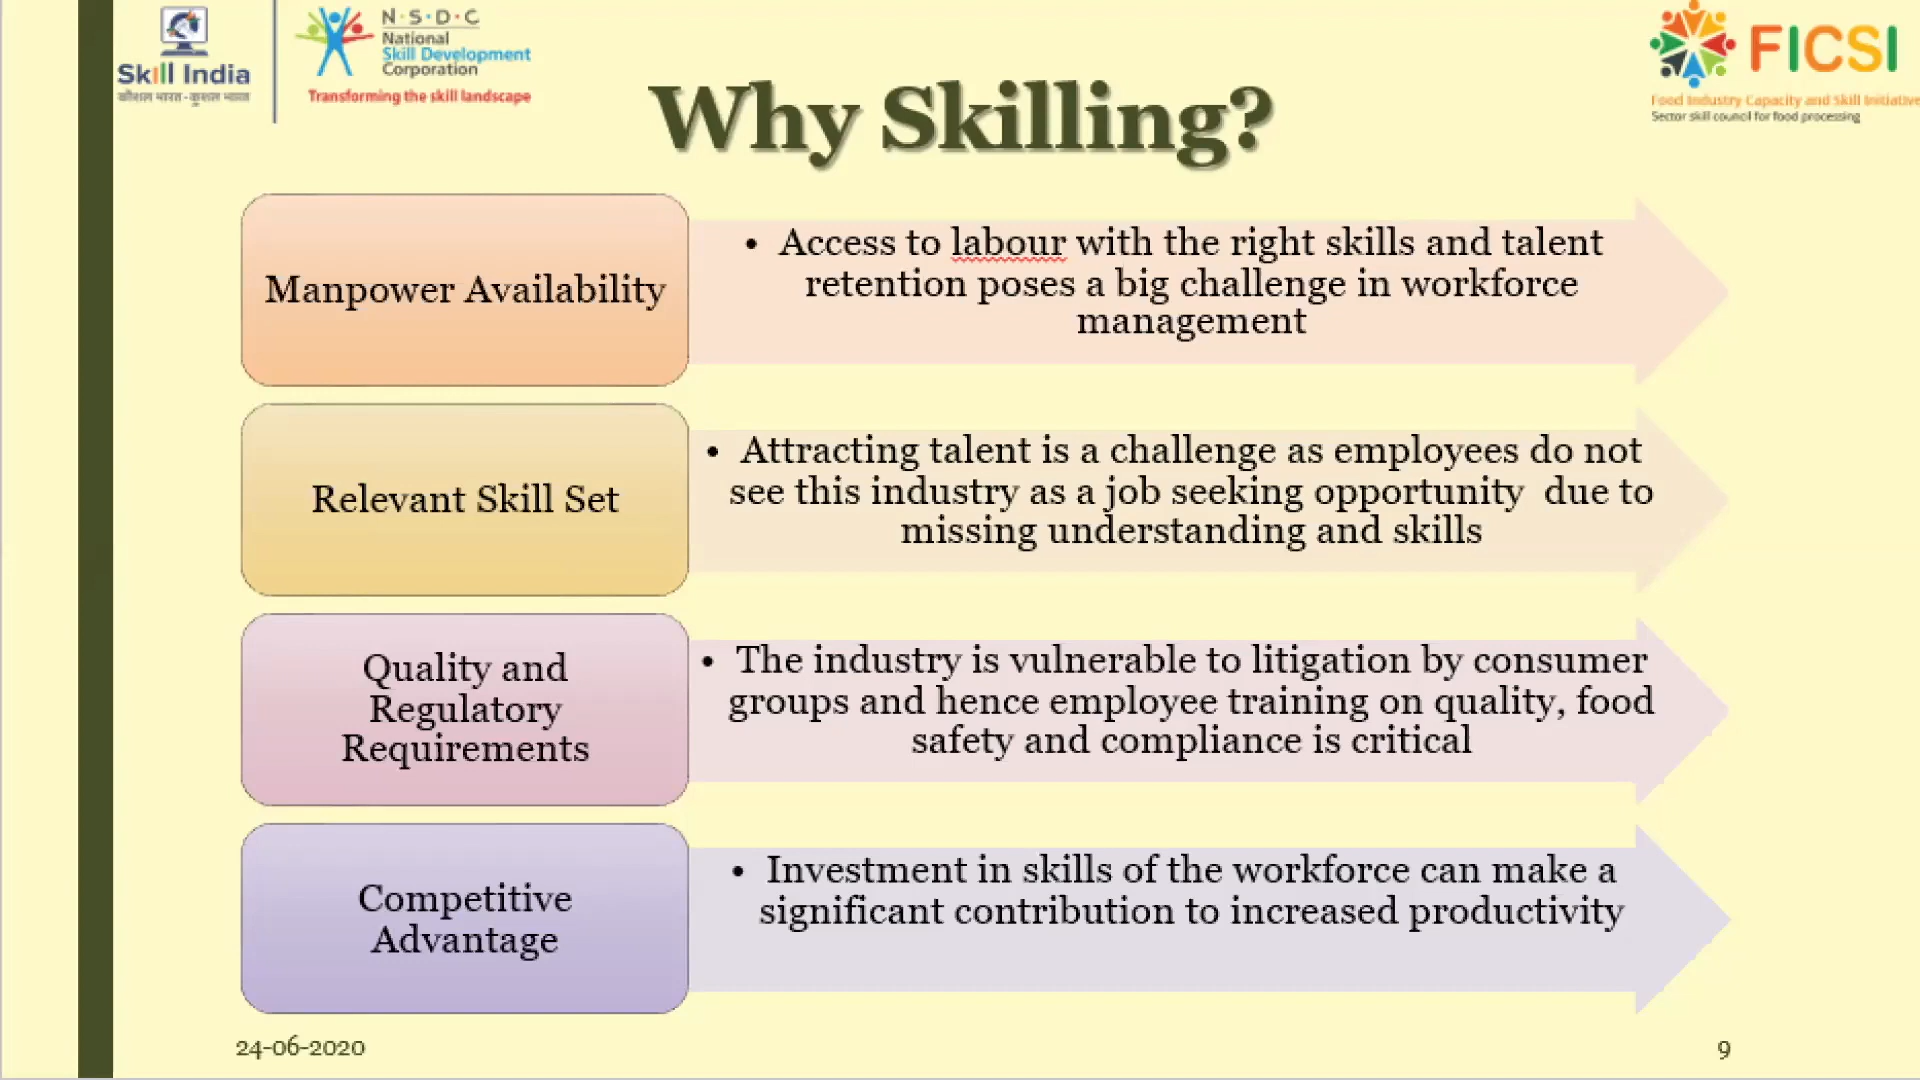 Skill India
कौशल भारत - कुशल भारत
N·S·D·C
National
Skill Development
Corporation
Transforming the skill landscape
FICSI
Food Industry Capacity and Skill Initiative
Sector skill council for food processing
Why Skilling?
Manpower Availability
• Access to labour with the right skills and talent
retention poses a big challenge in workforce
management
Relevant Skill Set
• Attracting talent is a challenge as employees do not
see this industry as a job seeking opportunity due to
missing understanding and skills
Quality and
Regulatory
Requirements
• The industry is vulnerable to litigation by consumer
groups and hence employee training on quality, food
safety and compliance is critical
Competitive
Advantage
• Investment in skills of the workforce can make a
significant contribution to increased productivity
24-06-2020
9